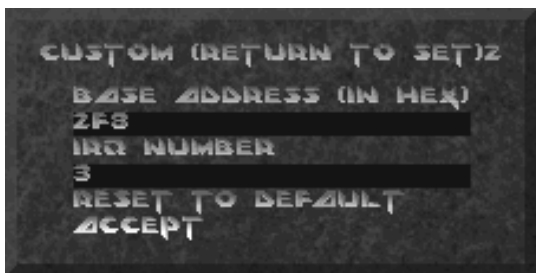 CUSTOM (RETURN TO SET)2
BASE ADDRESS (IN HEX)
2F8
IRQ NUMBER
3
RESET TO DEFAULT
ACCEPT